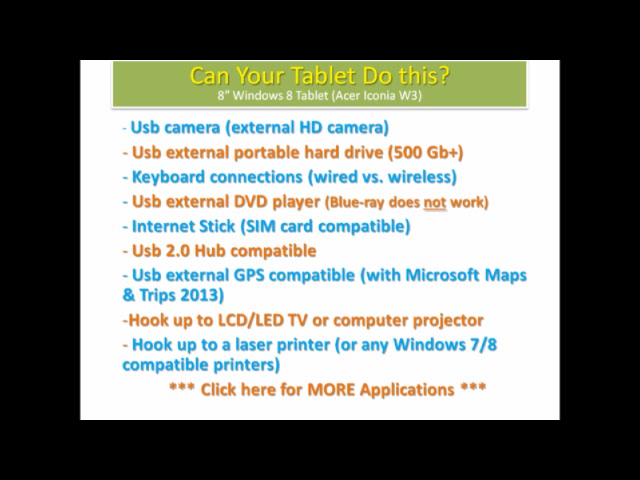 Can Your Tablet Do this?
8" Windows 8 Tablet (Acer Iconia W3)
- Usb camera (external HD camera)
- Usb external portable hard drive (500 Gb+)
- Keyboard connections (wired vs. wireless)
- Usb external DVD player (Blue-ray does not work)
- Internet Stick (SIM card compatible)
- Usb 2.0 Hub compatible
- Usb external GPS compatible (with Microsoft Maps
& Trips 2013)
-Hook up to LCD/LED TV or computer projector
- Hook up to a laser printer (or any Windows 7/8
compatible printers)
*** Click here for MORE Applications ***